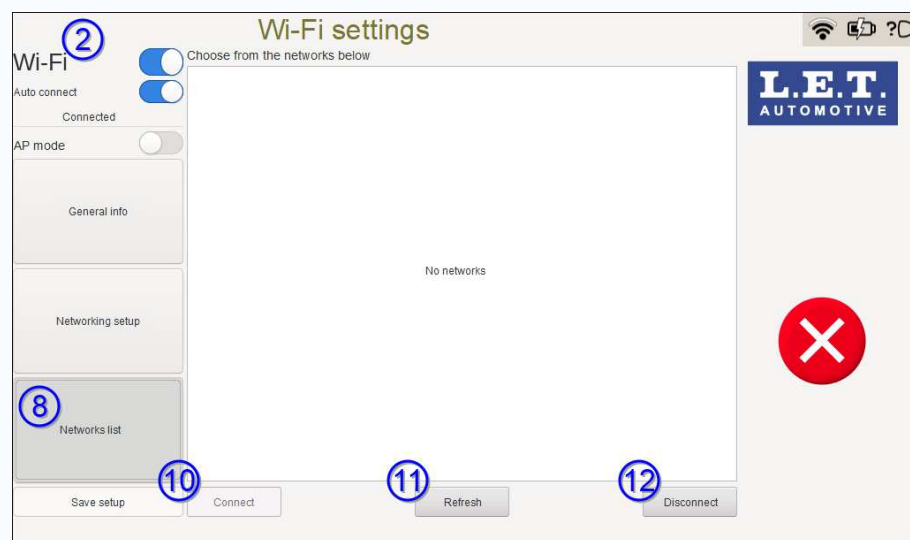 Wi-Fi settings
?
2
Wi-Fi
Choose from the networks below
Auto connect
Connected
AP mode
L.E.T.
AUTOMOTIVE
General info
No networks
Networking setup
8
Networks list
10
11
12
Save setup
Connect
Refresh
Disconnect